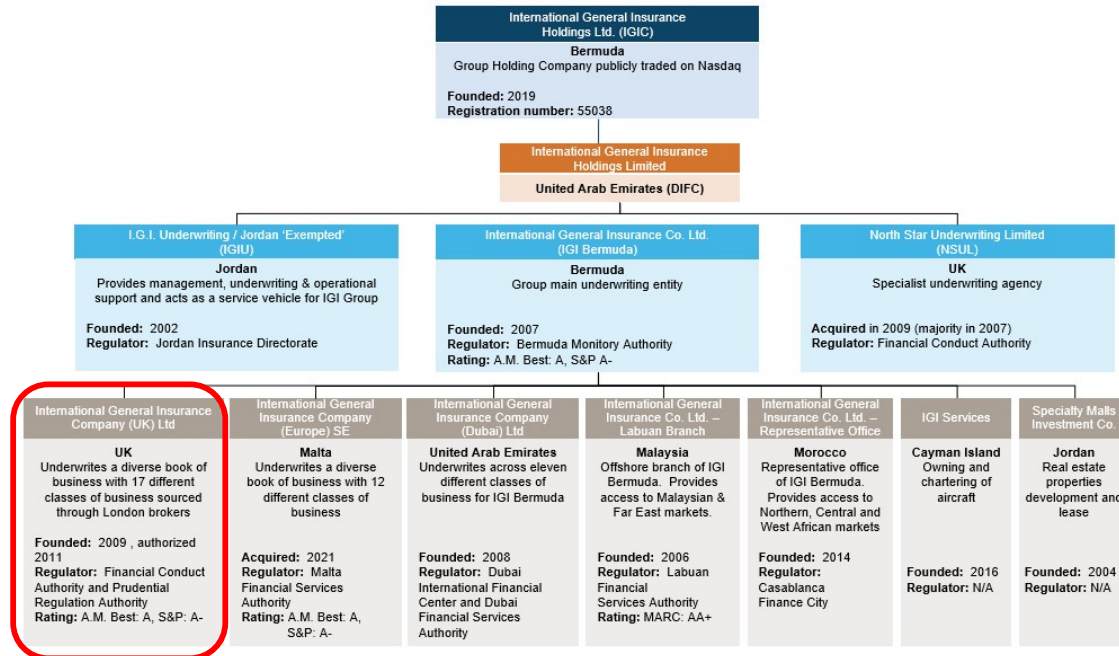 International General Insurance
Holdings Ltd. (IGIC)
Bermuda
Group Holding Company publicly traded on Nasdaq
Founded: 2019
Registration number: 55038
International General Insurance
Holdings Limited
United Arab Emirates (DIFC)
I.G.I. Underwriting / Jordan ‘Exempted’
(IGIU)
Jordan
Provides management, underwriting & operational
support and acts as a service vehicle for IGI Group
Founded: 2002
Regulator: Jordan Insurance Directorate
International General Insurance Co. Ltd.
(IGI Bermuda)
Bermuda
Group main underwriting entity
Founded: 2007
Regulator: Bermuda Monitory Authority
Rating: A.M. Best: A, S&P A-
North Star Underwriting Limited
(NSUL)
UK
Specialist underwriting agency
Acquired in 2009 (majority in 2007)
Regulator: Financial Conduct Authority
International General Insurance
Company (UK) Ltd
UK
Underwrites a diverse book of
business with 17 different
classes of business sourced
through London brokers
Founded: 2009 , authorized
2011
Regulator: Financial Conduct
Authority and Prudential
Regulation Authority
Rating: A.M. Best: A, S&P: A-
International General
Insurance Company
(Europe) SE
Malta
Underwrites a diverse
book of business with 12
different classes of
business
Acquired: 2021
Regulator: Malta
Financial Services
Authority
Rating: A.M. Best: A,
S&P: A-
International General
Insurance Company
(Dubai) Ltd
United Arab Emirates
Underwrites across eleven
different classes of
business for IGI Bermuda
Founded: 2008
Regulator: Dubai
International Financial
Center and Dubai
Financial Services
Authority
International General
Insurance Co. Ltd. –
Labuan Branch
Malaysia
Offshore branch of IGI
Bermuda. Provides
access to Malaysian &
Far East markets.
Founded: 2006
Regulator: Labuan
Financial
Services Authority
Rating: MARC: AA+
International General
Insurance Co. Ltd. –
Representative Office
Morocco
Representative office
of IGI Bermuda.
Provides access to
Northern, Central and
West African markets
Founded: 2014
Regulator:
Casablanca
Finance City
IGI Services
Cayman Island
Owning and
chartering of
aircraft
Founded: 2016
Regulator: N/A
Specialty Malls
Investment Co.
Jordan
Real estate
properties
development and
lease
Founded: 2004
Regulator: N/A